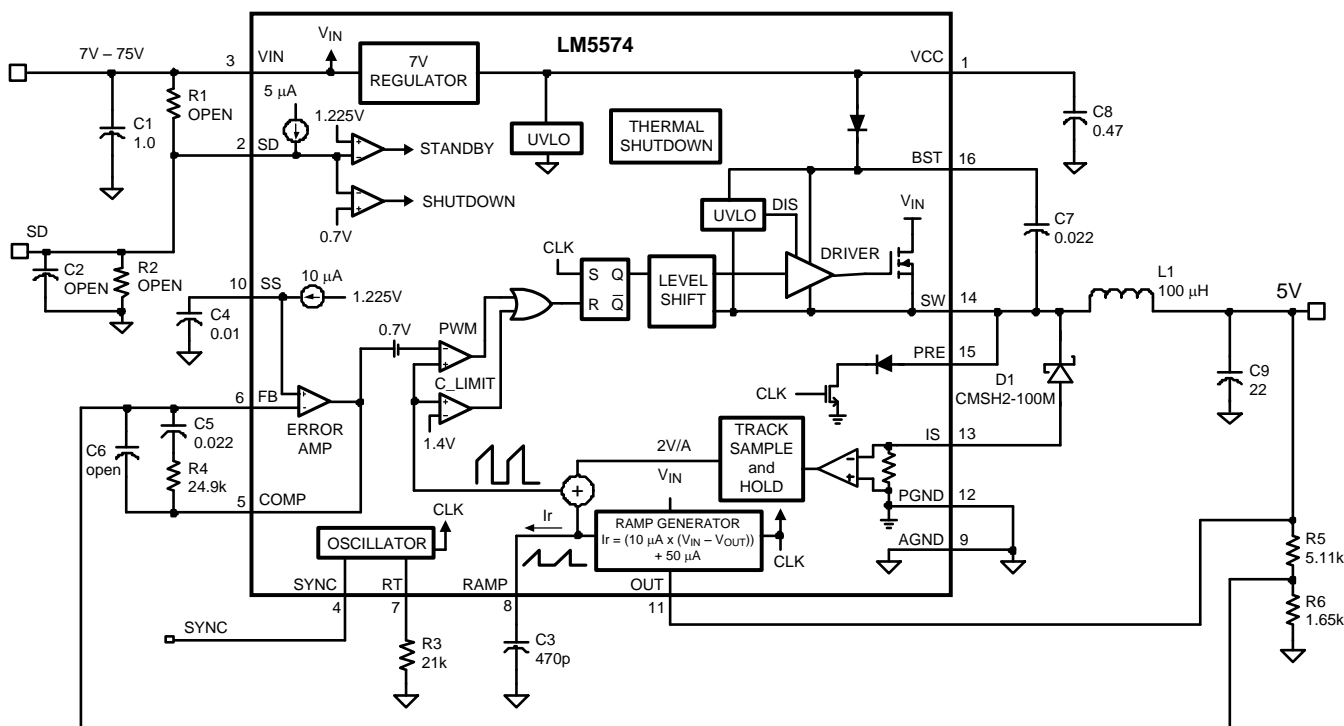 LM5574
7V – 75V
3
VIN
VIN
7V
REGULATOR
VCC
1
R1
OPEN
C1
1.0
5 µA
1.225V
2
SD
STANDBY
SHUTDOWN
0.7V
UVLO
THERMAL
SHUTDOWN
C8
0.47
BST
16
UVLO
DIS
VIN
DRIVER
C7
0.022
SD
C2
OPEN
R2
OPEN
10
SS
10 µA
1.225V
C4
0.01
CLK
S
Q
R
Q
LEVEL
SHIFT
SW
14
L1
100 µH
5V
0.7V
PWM
C_LIMIT
1.4V
PRE
15
CLK
D1
CMSH2-100M
C9
22
6
FB
ERROR
AMP
C5
0.022
C6
open
R4
24.9k
5
COMP
2V/A
TRACK
SAMPLE
and
HOLD
IS
13
PGND
12
AGND
9
VIN
Ir
RAMP GENERATOR
Ir = (10 µA x (VIN – VOUT))
+ 50 µA
CLK
CLK
OSCILLATOR
SYNC
RT
RAMP
OUT
4
7
8
11
SYNC
R3
21k
C3
470p
R5
5.11k
R6
1.65k